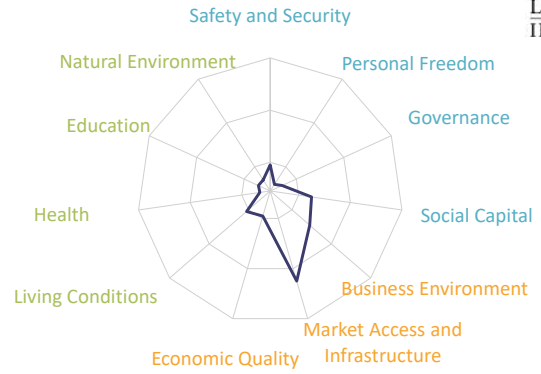 Safety and Security
Natural Environment
Personal Freedom
Education
Governance
Health
Social Capital
Living Conditions
Business Environment
Market Access and
Infrastructure
Economic Quality